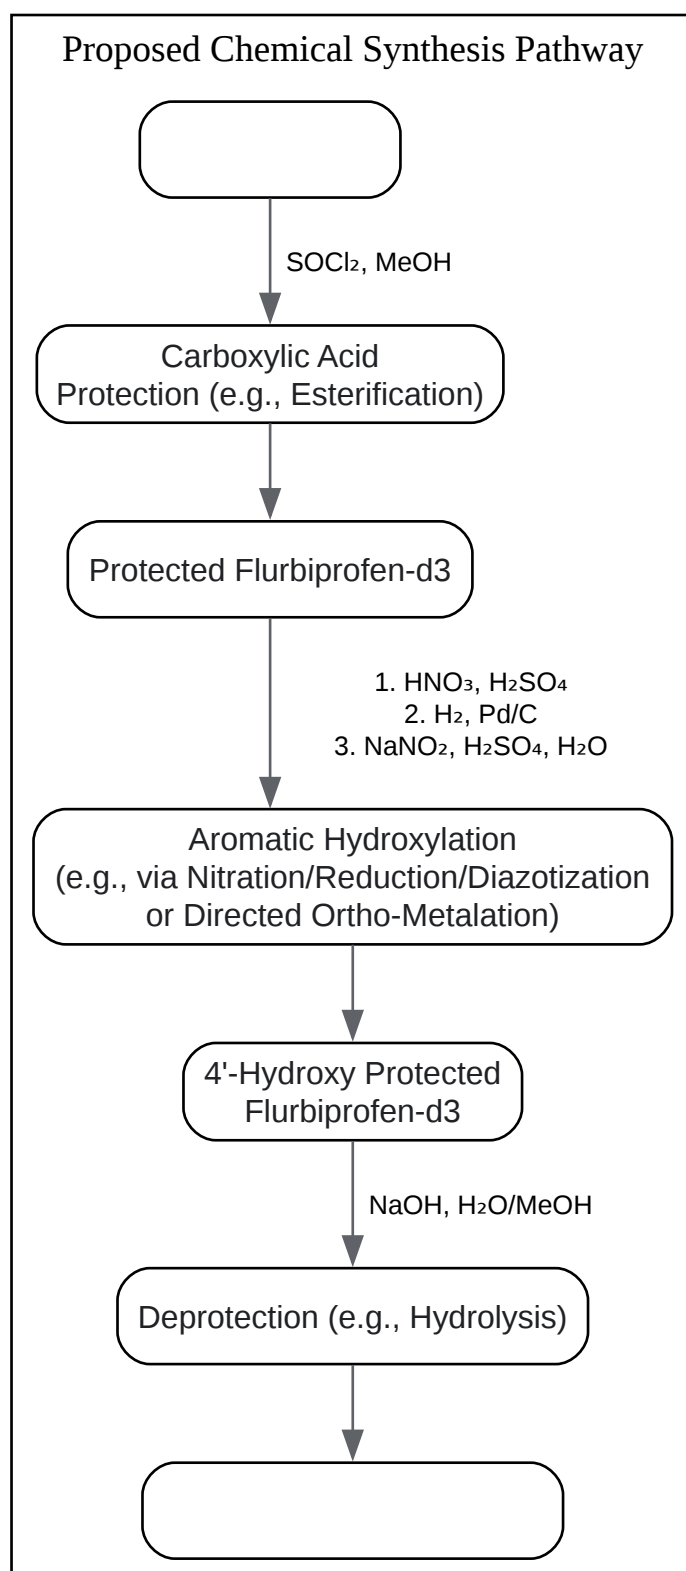 Proposed Chemical Synthesis Pathway
SOCl₂, MeOH
Carboxylic Acid
Protection (e.g., Esterification)
Protected Flurbiprofen-d3
1. HNO₃, H₂SO₄
2. H₂, Pd/C
3. NaNO₂, H₂SO₄, H₂O
Aromatic Hydroxylation
(e.g., via Nitration/Reduction/Diazotization
or Directed Ortho-Metalation)
4'-Hydroxy Protected
Flurbiprofen-d3
NaOH, H₂O/MeOH
Deprotection (e.g., Hydrolysis)